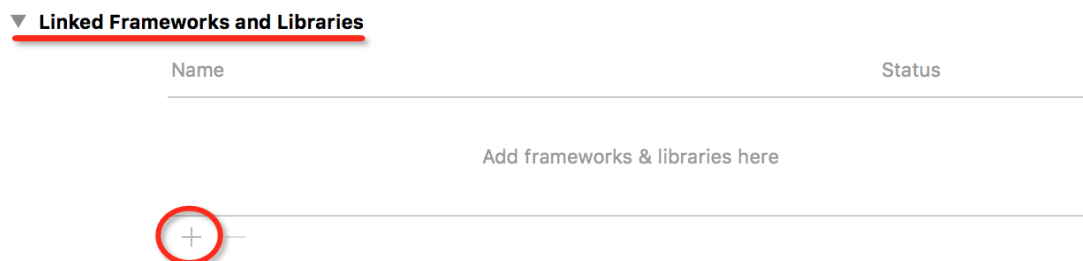 Linked Frameworks and Libraries
Name Status
Add frameworks & libraries here